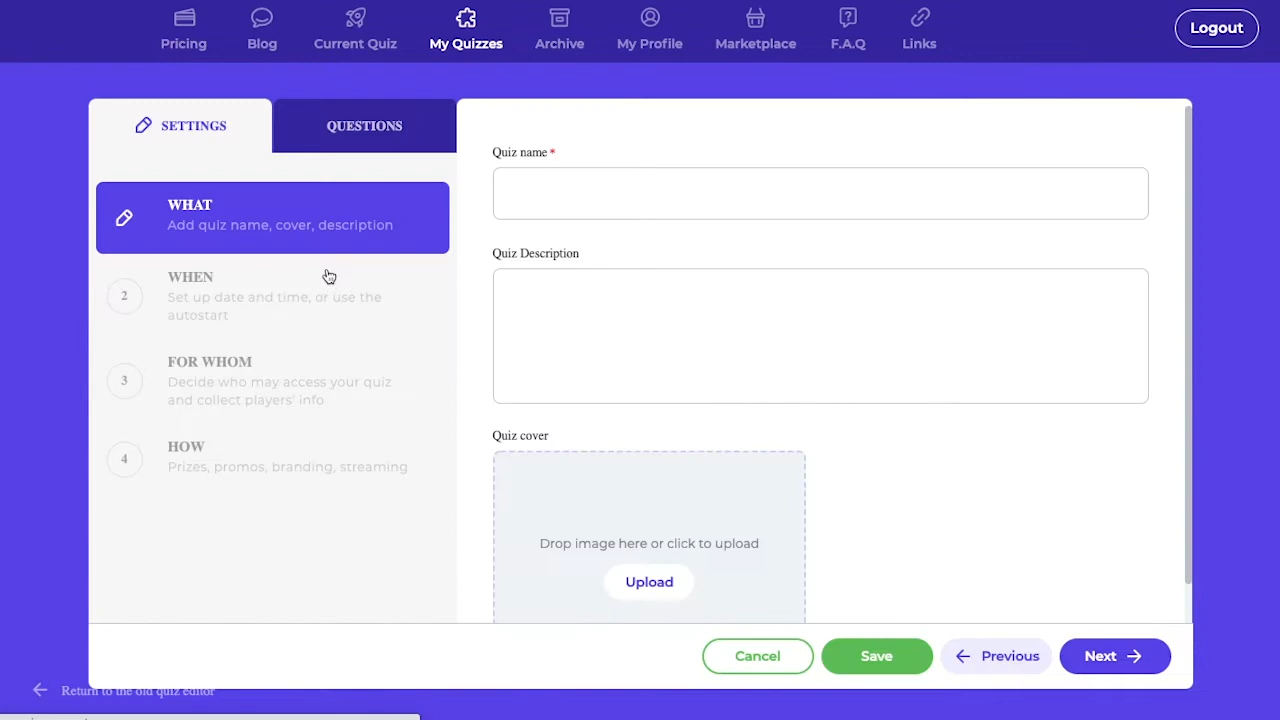 Pricing
Blog
Current Quiz
My Quizzes
Archive
My Profile
Marketplace
F.A.Q
Links
Logout
SETTINGS
QUESTIONS
WHAT
Add quiz name, cover, description
2
WHEN
Set up date and time, or use the
autostart
3
FOR WHOM
Decide who may access your quiz
and collect players' info
4
HOW
Prizes, promos, branding, streaming
Quiz name *
Quiz Description
Quiz cover
Drop image here or click to upload
Upload
Cancel
Save
Previous
Next
Return to the old quiz editor